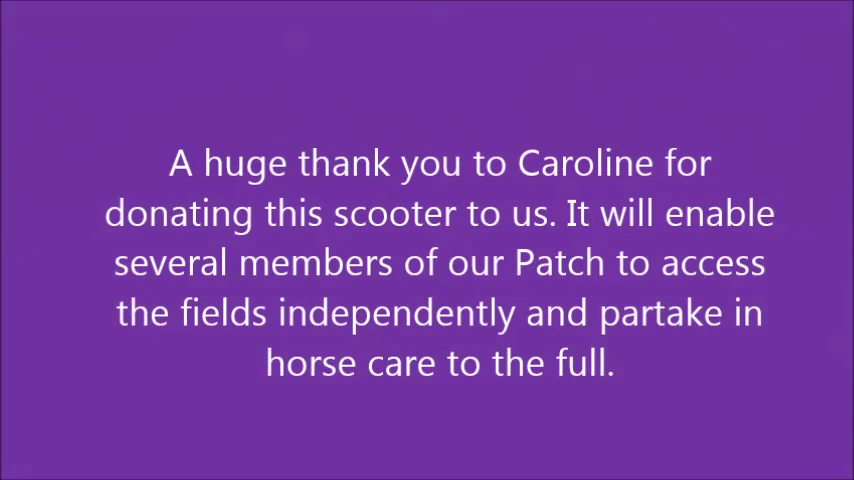 A huge thank you to Caroline for
donating this scooter to us. It will enable
several members of our Patch to access
the fields independently and partake in
horse care to the full.